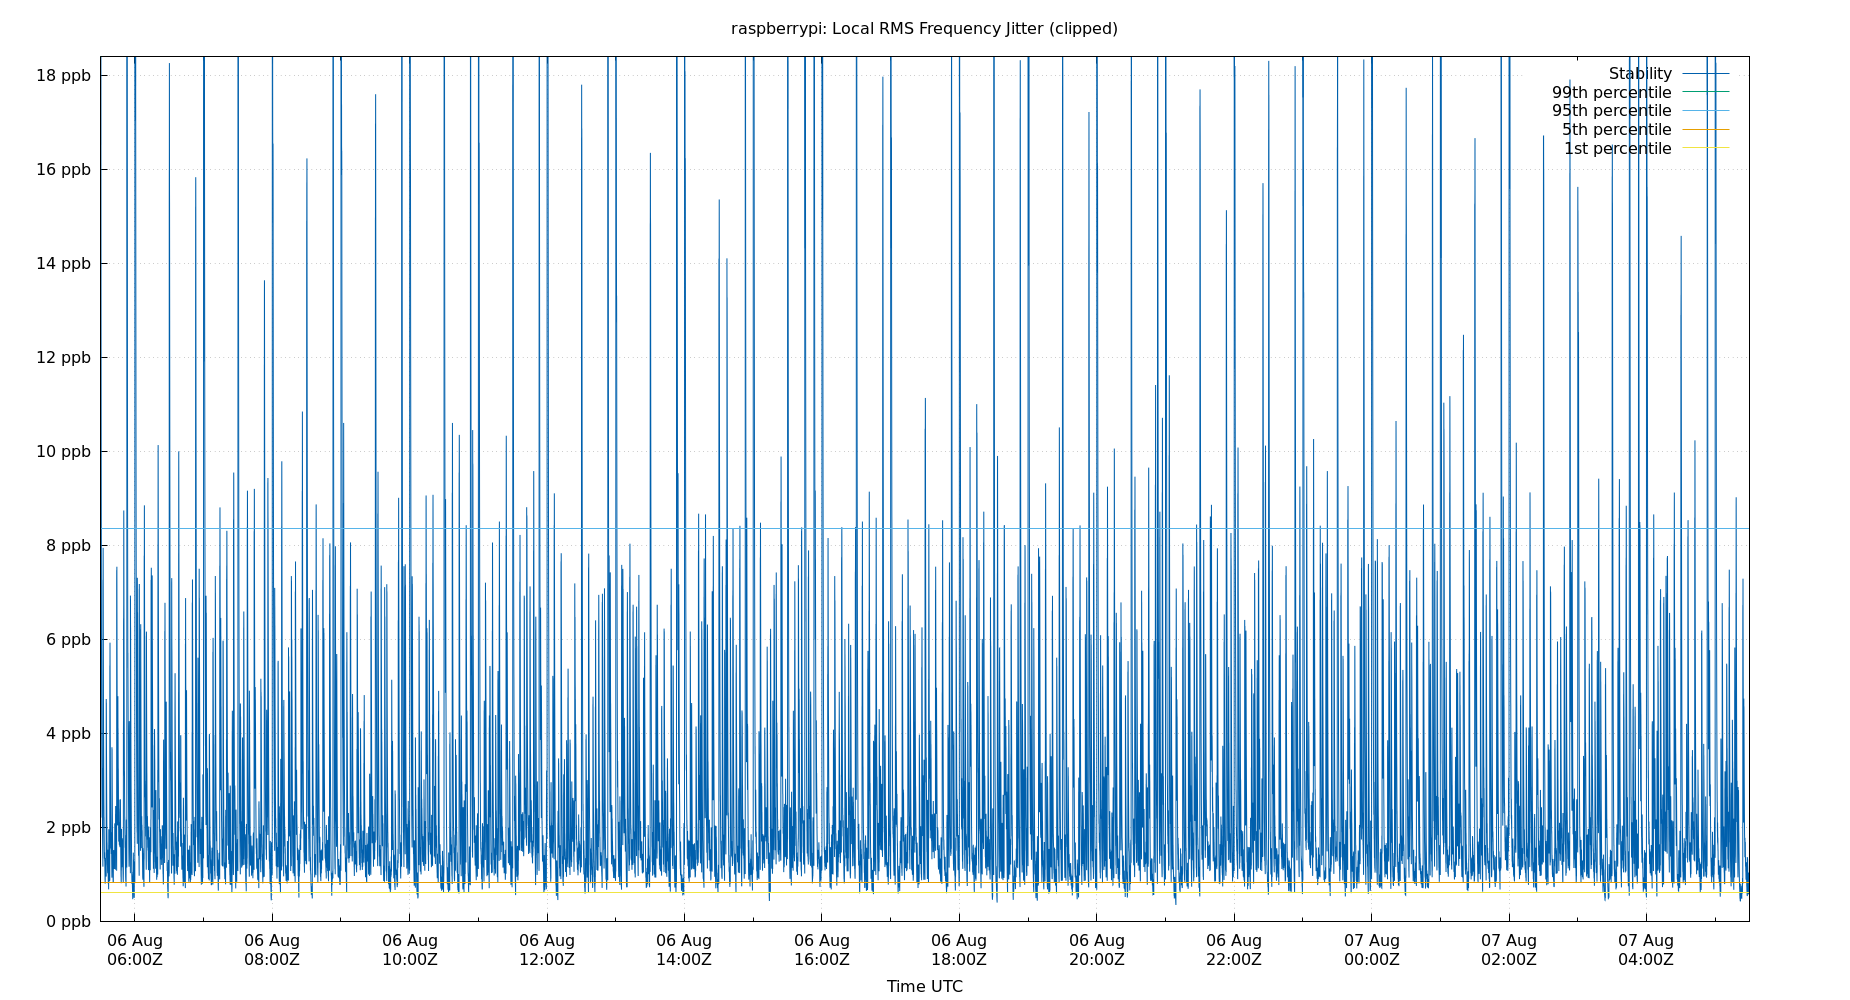 raspberrypi: Local RMS Frequency Jitter (clipped)
18 ppb
16 ppb
14 ppb
12 ppb
10 ppb
8 ppb
6 ppb
4 ppb
2 ppb
0 ppb
Stability
99th percentile
95th percentile
5th percentile
1st percentile
06 Aug 06 Aug 06 Aug 06 Aug 06 Aug 06 Aug 06 Aug 06 Aug 06 Aug 07 Aug 07 Aug 07 Aug
06:00Z 08:00Z 10:00Z 12:00Z 14:00Z 16:00Z 18:00Z 20:00Z 22:00Z 00:00Z 02:00Z 04:00Z
Time UTC